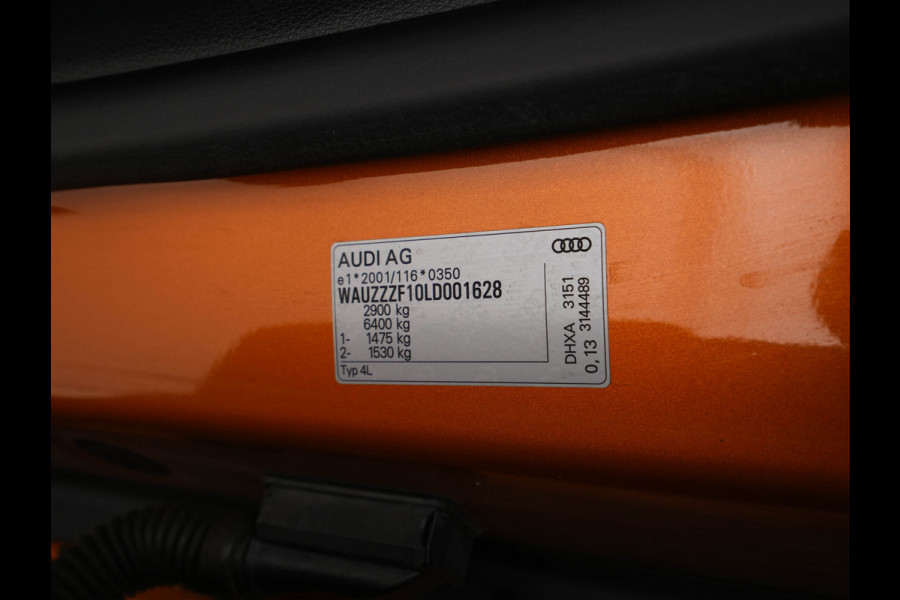 AUDI AG
e1*2001/116*0350
WAUZZZF10LD001628
2900 kg
6400 kg
1- 1475 kg
2- 1530 kg
Typ 4L
DHXA 3151
0,13 3144489